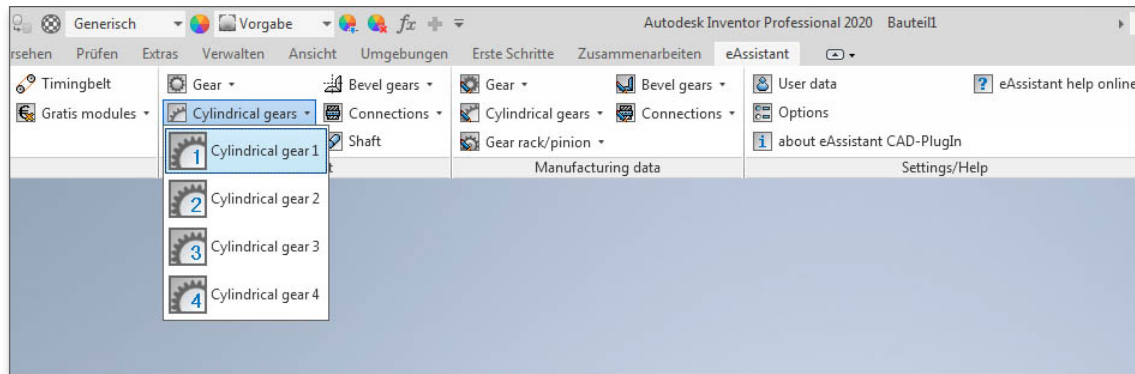 Generisch Vorgabe fx Autodesk Inventor Professional 2020 Bauteil1
rsehen Prüfen Extras Verwalten Ansicht Umgebungen Erste Schritte Zusammenarbeiten eAssistant
Timingbelt Gear Bevel gears Gear Bevel gears User data ? eAssistant help online
€ Gratis modules Cylindrical gears Connections Cylindrical gears Connections Options
Shaft Gear rack/pinion i about eAssistant CAD-PlugIn
t Manufacturing data Settings/Help
1 Cylindrical gear 1
2 Cylindrical gear 2
3 Cylindrical gear 3
4 Cylindrical gear 4